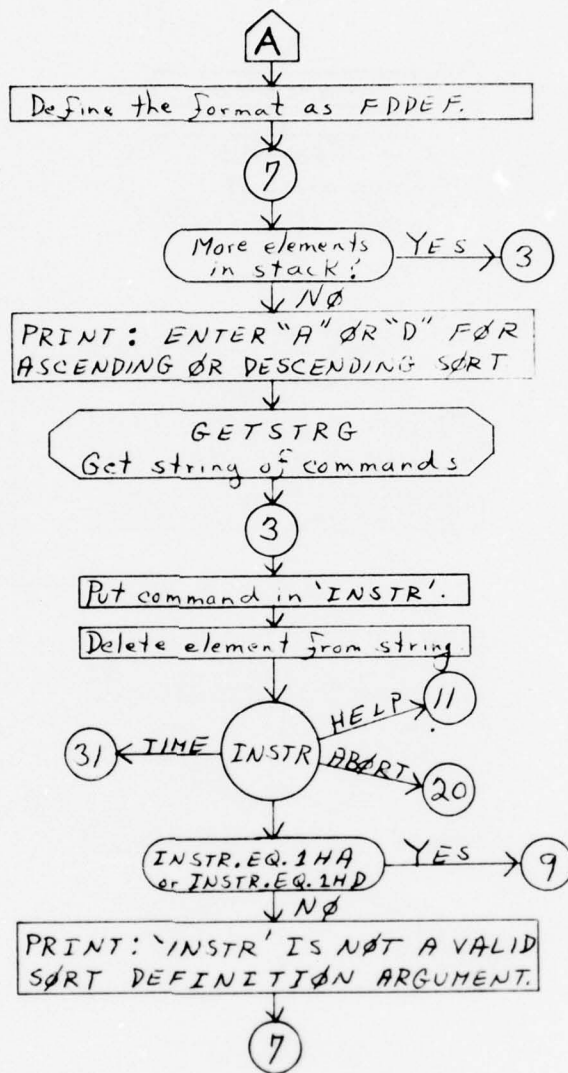 A
Define the format as FDDEF.
7
More elements
in stack?
YES
3
NØ
PRINT: ENTER "A" ØR "D" FØR
ASCENDING ØR DESCENDING SØRT
GETSTRG
Get string of commands
3
Put command in 'INSTR'.
Delete element from string.
HELP
11
31
TIME
INSTR
ABØRT
20
INSTR.EQ.1HA
or INSTR.EQ.1HD
YES
9
NØ
PRINT: 'INSTR' IS NØT A VALID
SØRT DEFINITIØN ARGUMENT.
7